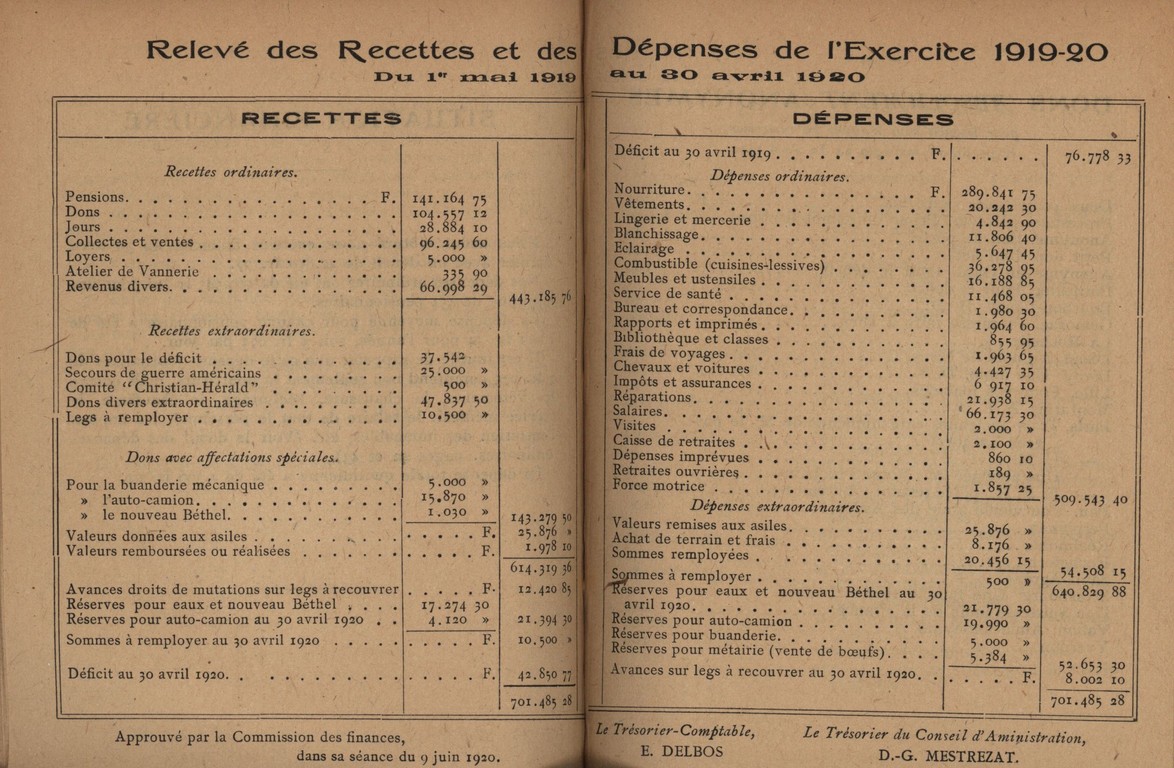 Relevé des Recettes et des
Du 1er mai 1919
RECETTES
Recettes ordinaires.
Pensions. F. 141.164 75
Dons 104.557 12
Jours 28.884 10
Collectes et ventes 96.245 60
Loyers 5.000 »
Atelier de Vannerie 335 90
Revenus divers. 66.998 29
443.185 76
Recettes extraordinaires.
Dons pour le déficit 37.542
Secours de guerre américains 25.000 »
Comité "Christian-Hérald" 500 »
Dons divers extraordinaires 47.837 50
Legs à remployer 10,500 »
Dons avec affectations spéciales.
Pour la buanderie mécanique 5.000 »
» l'auto-camion. 15.870 »
» le nouveau Béthel. 1.030 »
143.279 50
Valeurs données aux asiles F. 25.876 »
Valeurs remboursées ou réalisées F. 1.978 10
614.319 36
Avances droits de mutations sur legs à recouvrer F. 12.420 85
Réserves pour eaux et nouveau Béthel 17.274 30
Réserves pour auto-camion au 30 avril 1920 4.120 » 21.394 30
Sommes à remployer au 30 avril 1920 F. 10.500 »
Déficit au 30 avril 1920. F. 42.850 77
701.485 28
Approuvé par la Commission des finances,
dans sa séance du 9 juin 1920.
Dépenses de l'Exercice 1919-20
au 30 avril 1920
DÉPENSES
Déficit au 30 avril 1919 F. 76.778 33
Dépenses ordinaires.
Nourriture. F. 289.841 75
Vêtements. 20.242 30
Lingerie et mercerie 4.842 90
Blanchissage. 11.806 40
Eclairage 5.647 45
Combustible (cuisines-lessives) 36.278 95
Meubles et ustensiles 16.188 85
Service de santé 11.468 05
Bureau et correspondance. 1.980 30
Rapports et imprimés. 1.964 60
Bibliothèque et classes 855 95
Frais de voyages. 1.963 65
Chevaux et voitures 4.427 35
Impôts et assurances 6 917 10
Réparations. 21.938 15
Salaires. 66.173 30
Visites 2.000 »
Caisse de retraites 2.100 »
Dépenses imprévues 860 10
Retraites ouvrières 189 »
Force motrice 1.857 25
509.543 40
Dépenses extraordinaires.
Valeurs remises aux asiles. 25.876 »
Achat de terrain et frais 8.176 »
Sommes remployées 20.456 15
54.508 15
Sommes à remployer 500 »
640.829 88
Réserves pour eaux et nouveau Béthel au 30
avril 1920. 21.779 30
Réserves pour auto-camion 19.990 »
Réserves pour buanderie. 5.000 »
Réserves pour métairie (vente de bœufs). 5.384 »
52.653 30
Avances sur legs à recouvrer au 30 avril 1920. F. 8.002 10
701.485 28
Le Trésorier-Comptable,
E. DELBOS
Le Trésorier du Conseil d'Aministration,
D.-G. MESTREZAT.